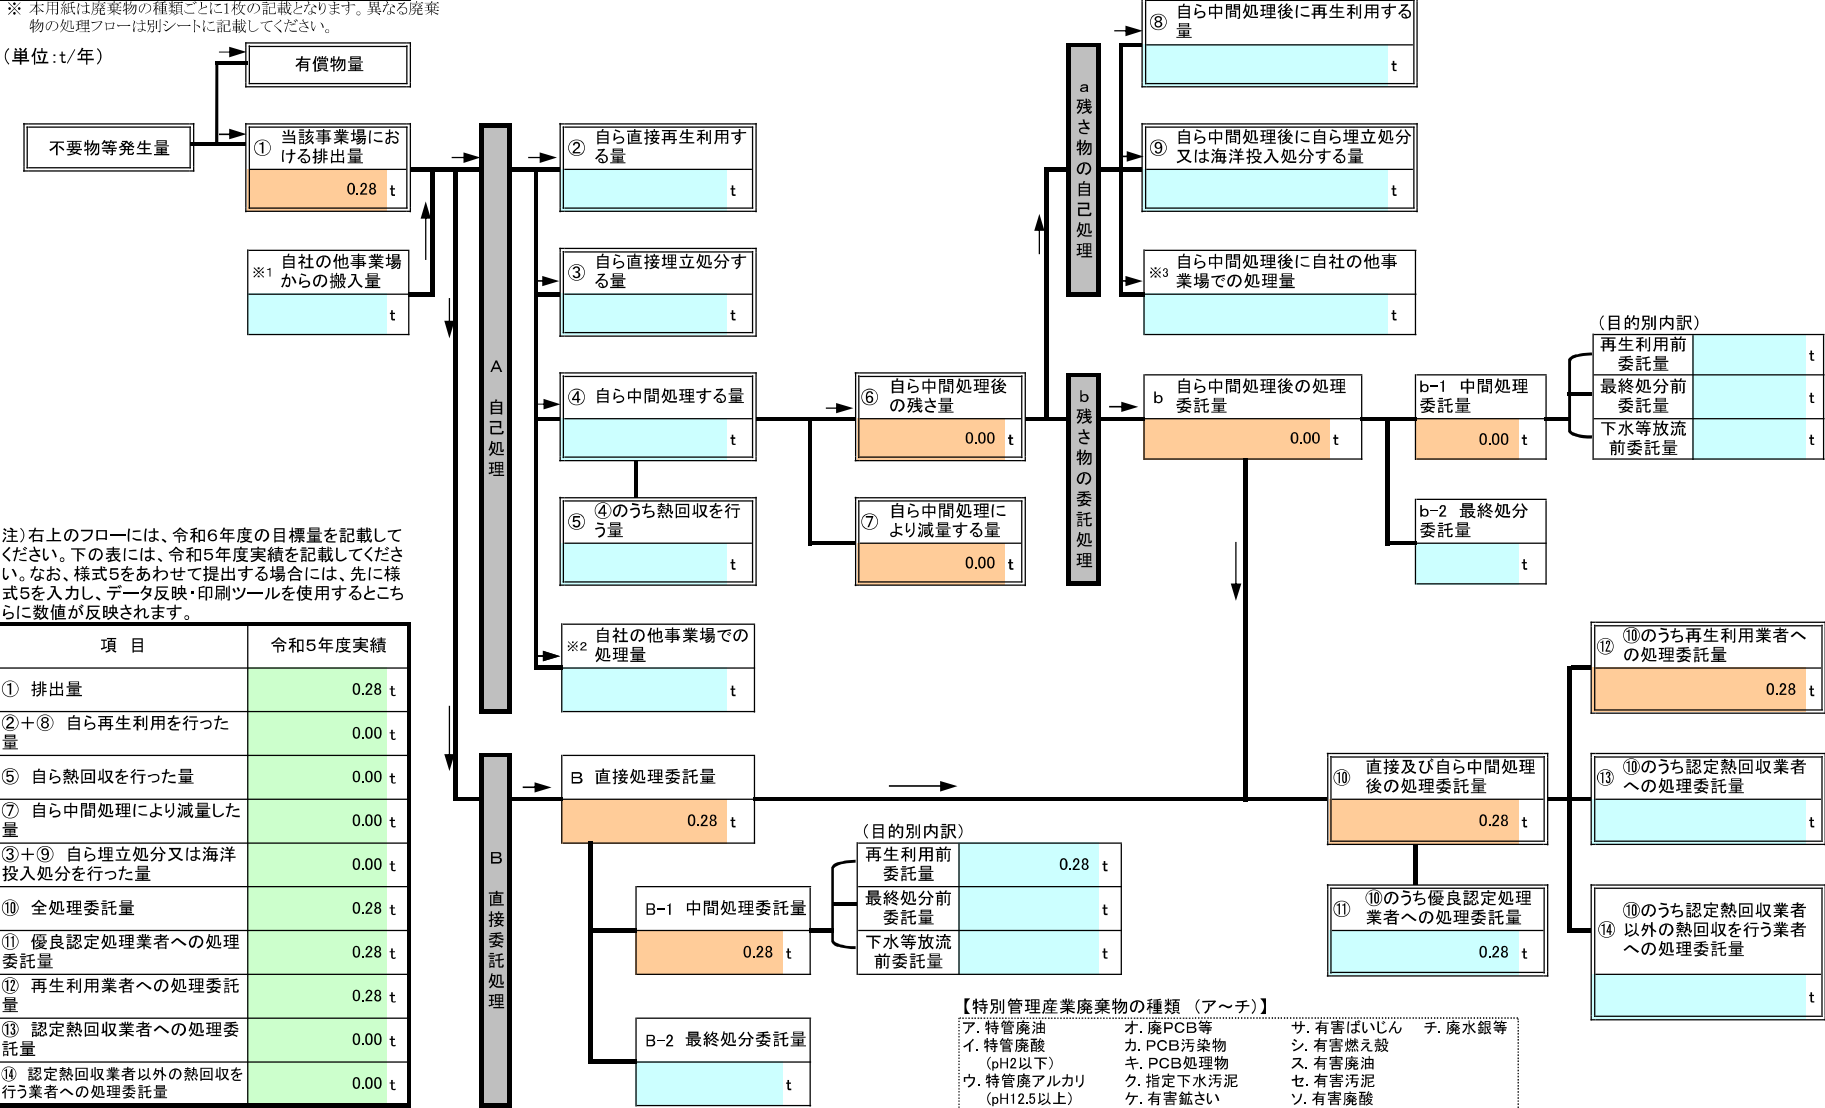 ※ 本用紙は廃棄物の種類ごとに1枚の記載となります。異なる廃棄
物の処理フローは別シートに記載してください。
(単位:t/年)
有償物量
不要物等発生量
① 当該事業場にお
ける排出量
0.28 t
※1 自社の他事業場
からの搬入量
t
A 自己処理
② 自ら直接再生利用す
る量
t
③ 自ら直接埋立処分す
る量
t
④ 自ら中間処理する量
t
⑤ ④のうち熱回収を行
う量
t
※2 自社の他事業場での
処理量
t
⑥ 自ら中間処理後
の残さ量
0.00 t
⑦ 自ら中間処理に
より減量する量
0.00 t
a 残さ物の自己処理
⑧ 自ら中間処理後に再生利用する
量
t
⑨ 自ら中間処理後に自ら埋立処分
又は海洋投入処分する量
t
※3 自ら中間処理後に自社の他事
業場での処理量
t
b 残さ物の委託処理
b 自ら中間処理後の処理
委託量
0.00 t
b-1 中間処理
委託量
0.00 t
(目的別内訳)
再生利用前
委託量
t
最終処分前
委託量
t
下水等放流
前委託量
t
b-2 最終処分
委託量
t
注)右上のフローには、令和6年度の目標量を記載して
ください。下の表には、令和5年度実績を記載してくださ
い。なお、様式5をあわせて提出する場合には、先に様
式5を入力し、データ反映・印刷ツールを使用するとこち
らに数値が反映されます。
項 目 令和5年度実績
① 排出量 0.28 t
②+⑧ 自ら再生利用を行った
量
0.00 t
⑤ 自ら熱回収を行った量 0.00 t
⑦ 自ら中間処理により減量した
量
0.00 t
③+⑨ 自ら埋立処分又は海洋
投入処分を行った量
0.00 t
⑩ 全処理委託量 0.28 t
⑪ 優良認定処理業者への処理
委託量
0.28 t
⑫ 再生利用業者への処理委託
量
0.28 t
⑬ 認定熱回収業者への処理委
託量
0.00 t
⑭ 認定熱回収業者以外の熱回収を
行う業者への処理委託量
0.00 t
B 直接委託処理
B 直接処理委託量
0.28 t
B-1 中間処理委託量
0.28 t
(目的別内訳)
再生利用前
委託量
0.28 t
最終処分前
委託量
t
下水等放流
前委託量
t
B-2 最終処分委託量
t
⑩ 直接及び自ら中間処理
後の処理委託量
0.28 t
⑪ ⑩のうち優良認定処理
業者への処理委託量
0.28 t
⑫ ⑩のうち再生利用業者へ
の処理委託量
0.28 t
⑬ ⑩のうち認定熱回収業者
への処理委託量
t
⑭ ⑩のうち認定熱回収業者
以外の熱回収を行う業者
への処理委託量
t
【特別管理産業廃棄物の種類 (ア~チ)】
ア. 特管廃油 オ. 廃PCB等 サ. 有害ばいじん チ. 廃水銀等
イ. 特管廃酸 カ. PCB汚染物 シ. 有害燃え殻
(pH2以下) キ. PCB処理物 ス. 有害廃油
ウ. 特管廃アルカリ ク. 指定下水汚泥 セ. 有害汚泥
(pH12.5以上) ケ. 有害鉱さい ソ. 有害廃酸